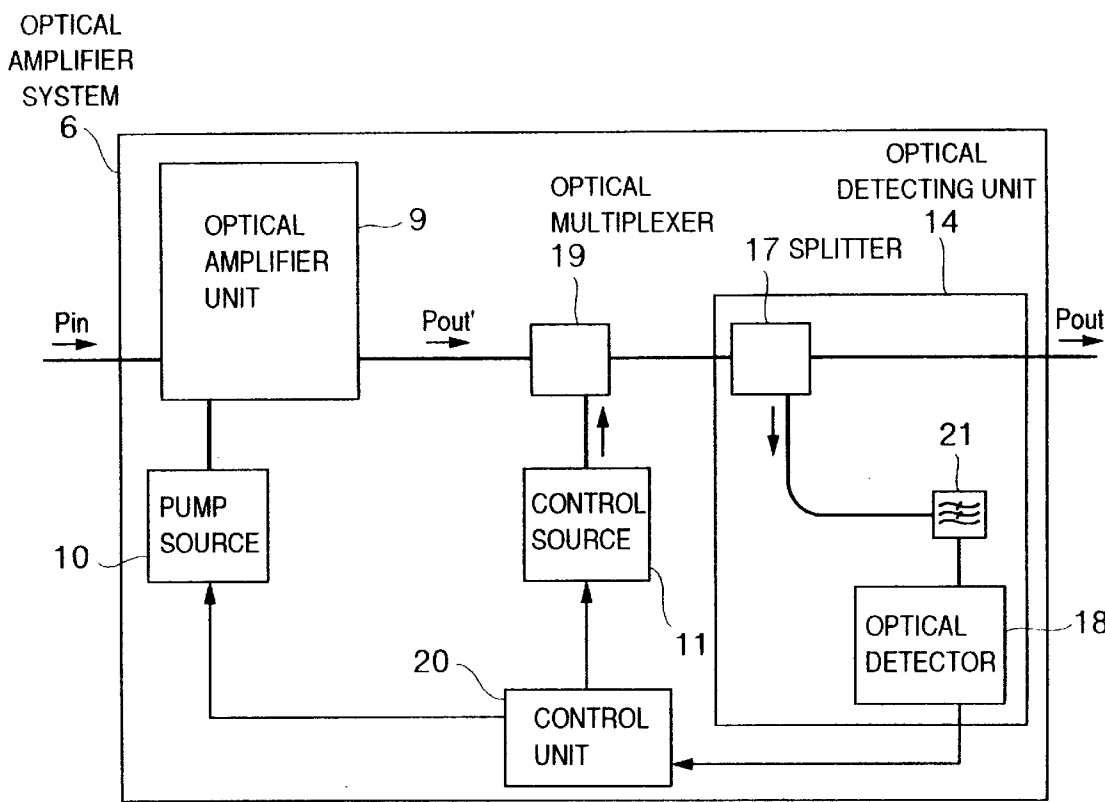 OPTICAL
AMPLIFIER
SYSTEM
6
OPTICAL
AMPLIFIER
UNIT
9
OPTICAL
MULTIPLEXER
19
OPTICAL
DETECTING UNIT
14
17 SPLITTER
Pin
Pout'
Pout
21
PUMP
SOURCE
10
CONTROL
SOURCE
11
OPTICAL
DETECTOR
18
20
CONTROL
UNIT